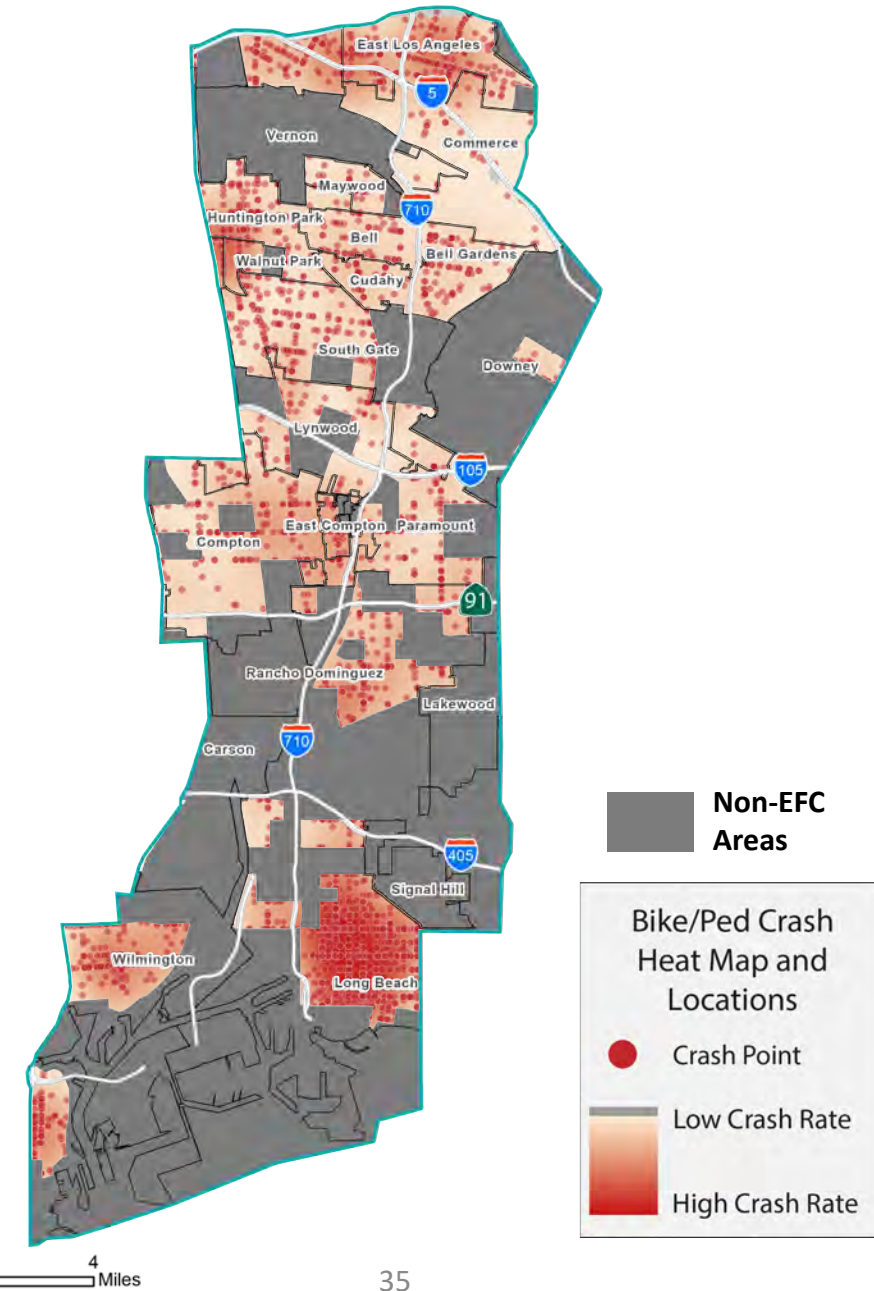 East Los Angeles
5
Vernon
Commerce
Maywood
710
Huntington Park
Bell
Bell Gardens
Walnut Park
Cudahy
South Gate
Downey
Lynwood
105
East Compton
Paramount
Compton
91
Rancho Dominguez
Lakewood
710
Carson
Non-EFC
Areas
405
Signal Hill
Bike/Ped Crash
Heat Map and
Locations
Wilmington
Long Beach
Crash Point
Low Crash Rate
High Crash Rate
4
Miles
35